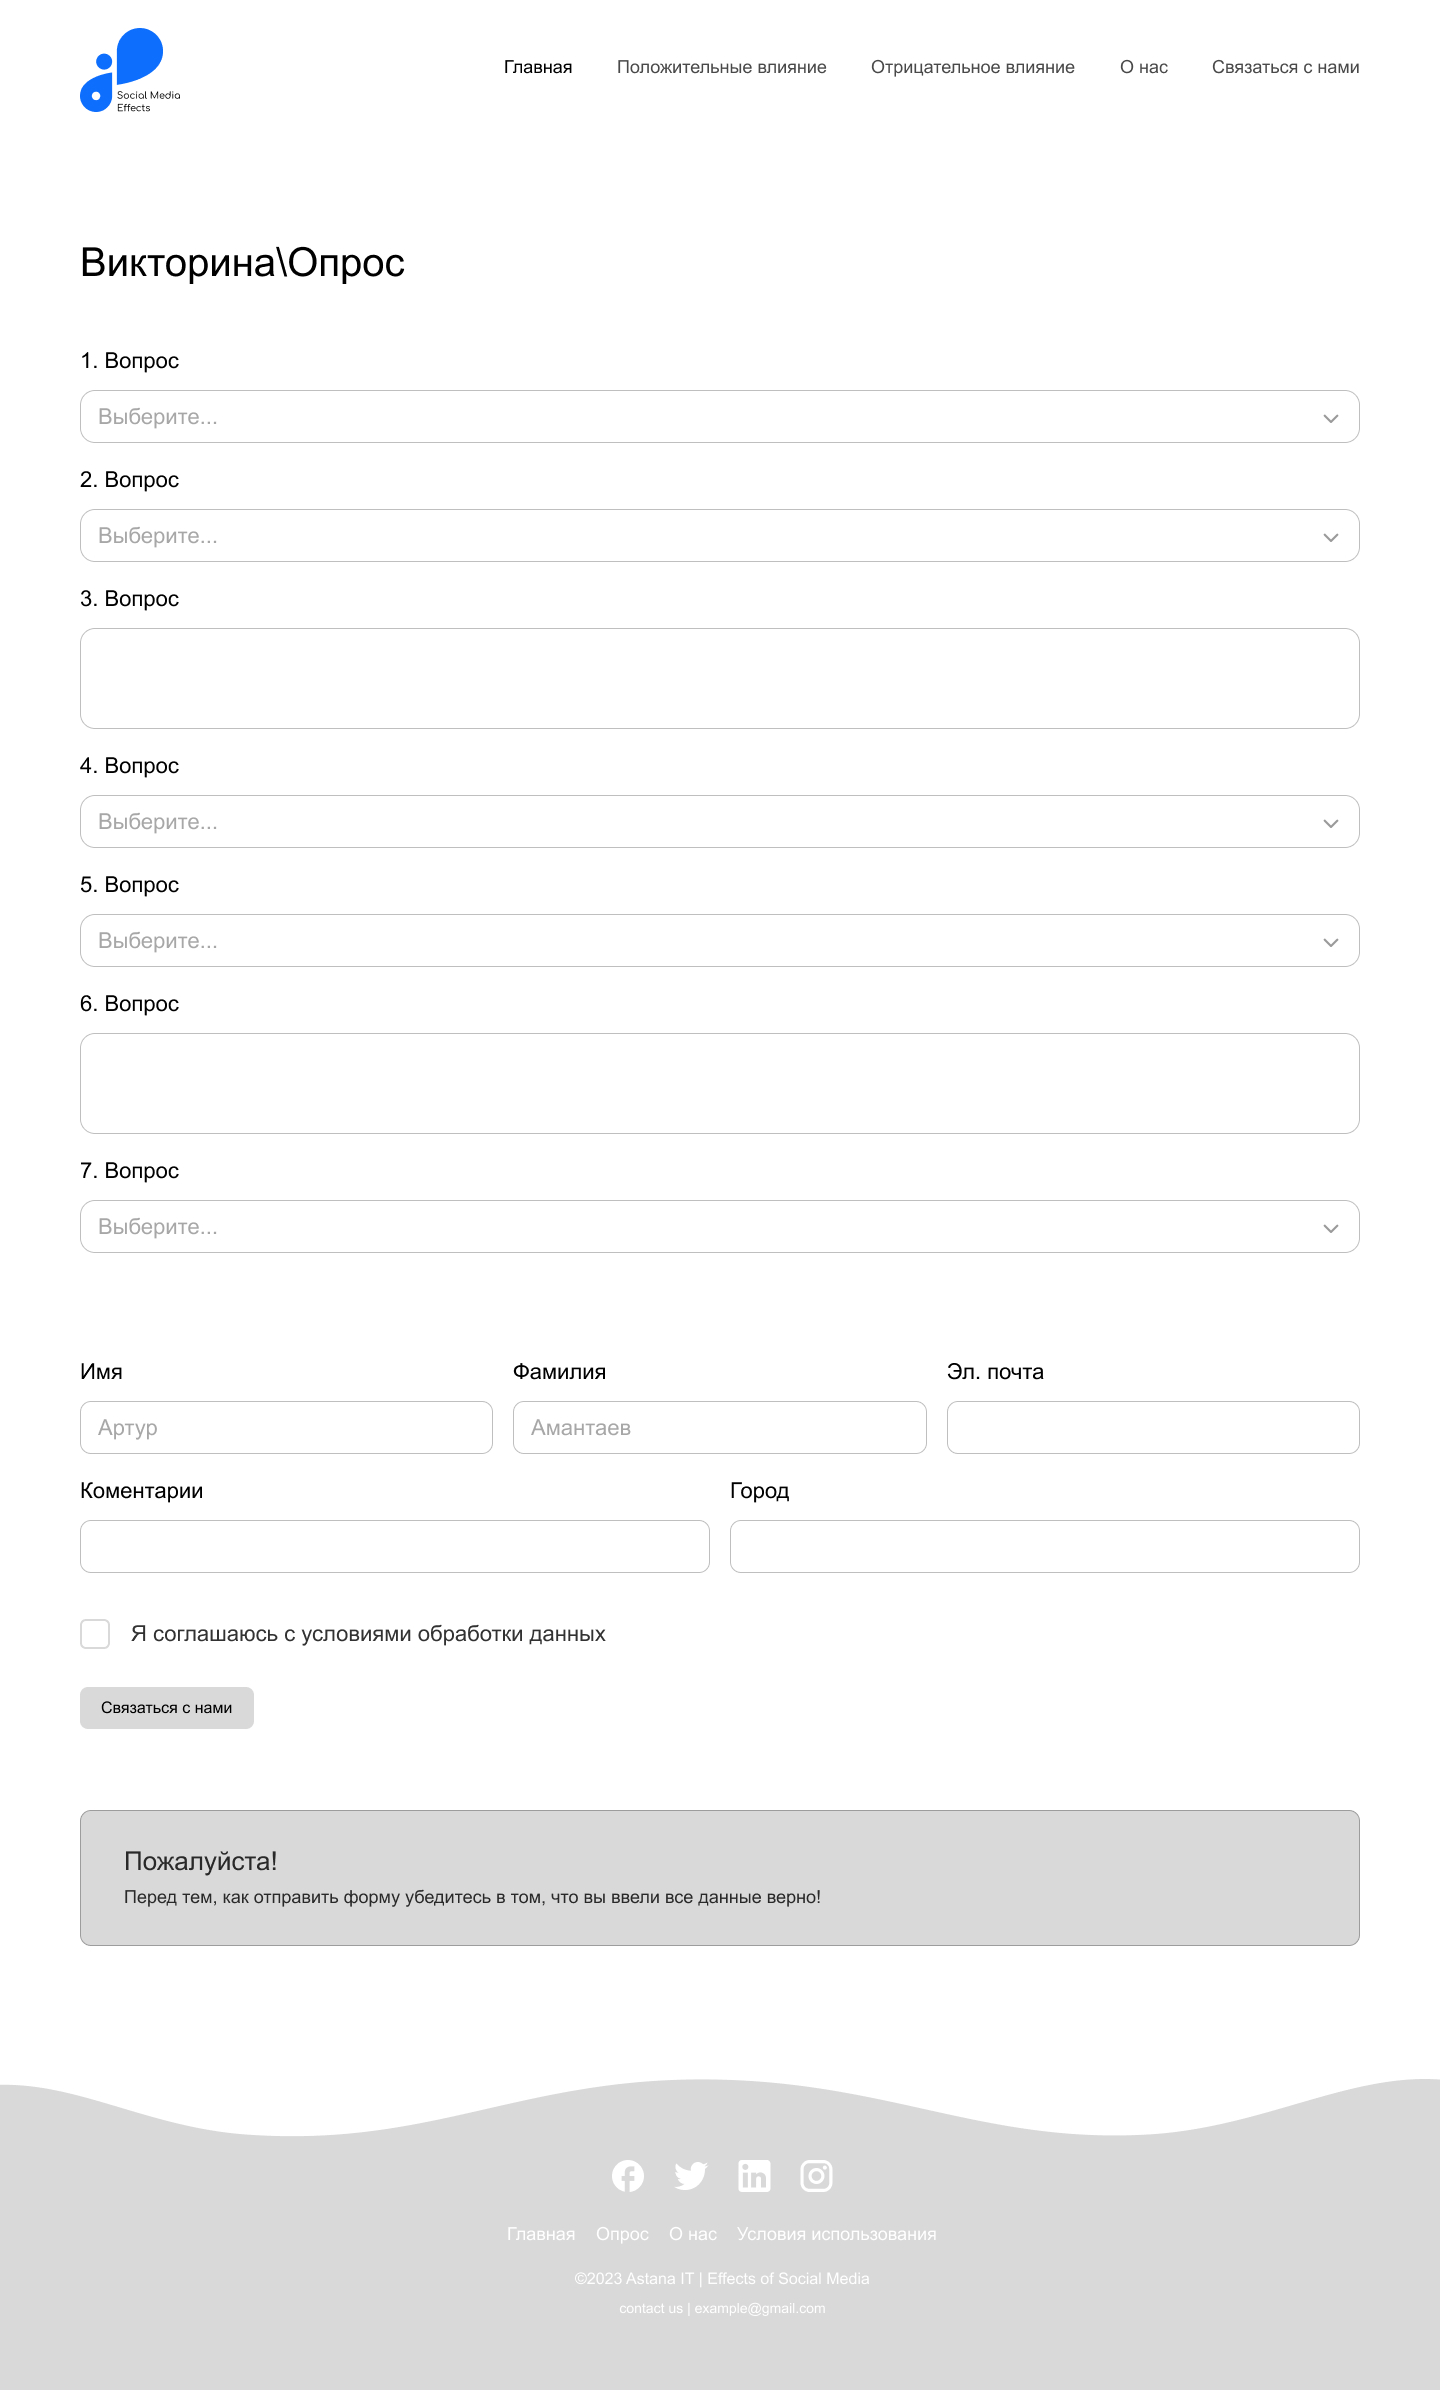 Social Media
Effects
Главная Положительные влияние Отрицательное влияние О нас Связаться с нами
Викторина\Опрос
1. Вопрос
Выберите...
2. Вопрос
Выберите...
3. Вопрос
4. Вопрос
Выберите...
5. Вопрос
Выберите...
6. Вопрос
7. Вопрос
Выберите...
Имя Фамилия Эл. почта
Артур Амантаев
Коментарии Город
Я соглашаюсь с условиями обработки данных
Связаться с нами
Пожалуйста!
Перед тем, как отправить форму убедитесь в том, что вы ввели все данные верно!
Главная Опрос О нас Условия использования
©2023 Astana IT | Effects of Social Media
contact us | example@gmail.com